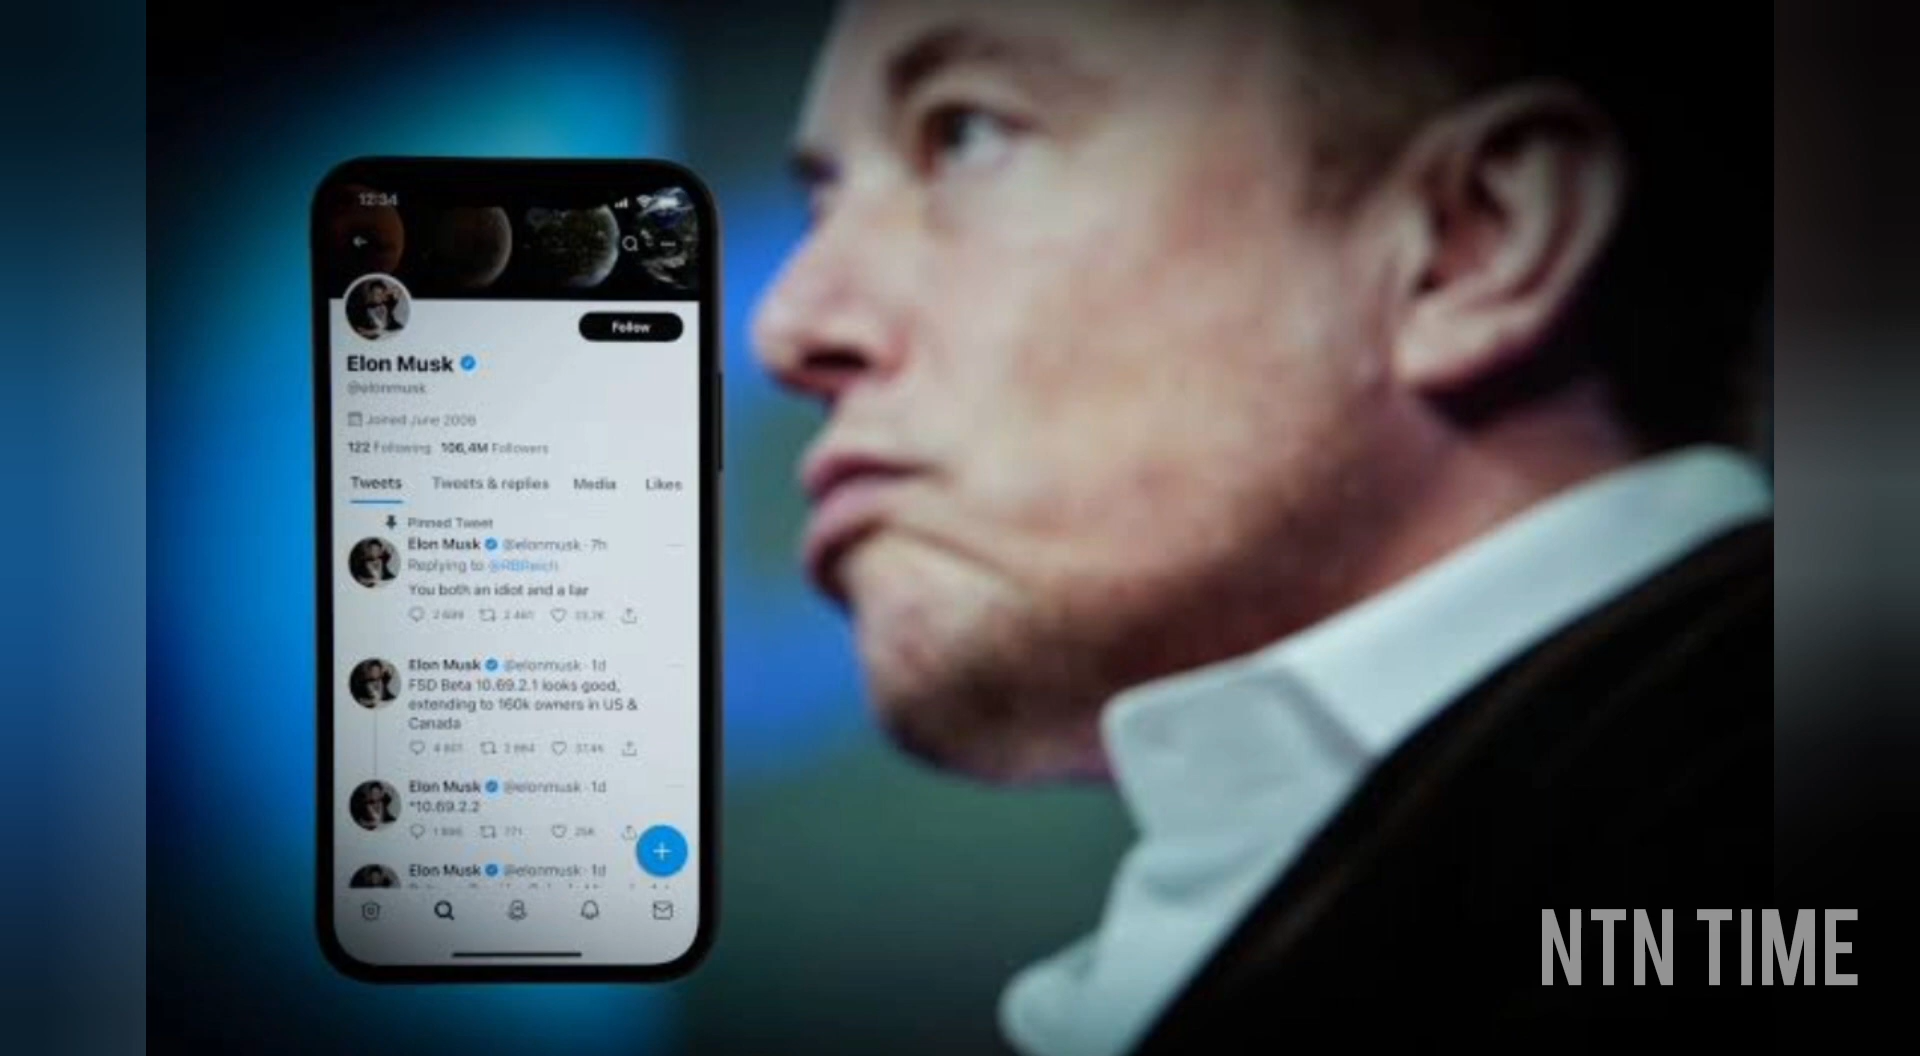 12:34
Follow
Elon Musk
@elonmusk
Joined June 2009
122 Following 106,4M Followers
Tweets Tweets & replies Media Likes
Pinned Tweet
Elon Musk @elonmusk · 7h
Replying to @RBReich
You both an idiot and a liar
Elon Musk @elonmusk · 1d
FSD Beta 10.69.2.1 looks good,
extending to 160k owners in US &
Canada
Elon Musk @elonmusk · 1d
*10.69.2.2
Elon Musk @elonmusk · 1d
NTN TIME